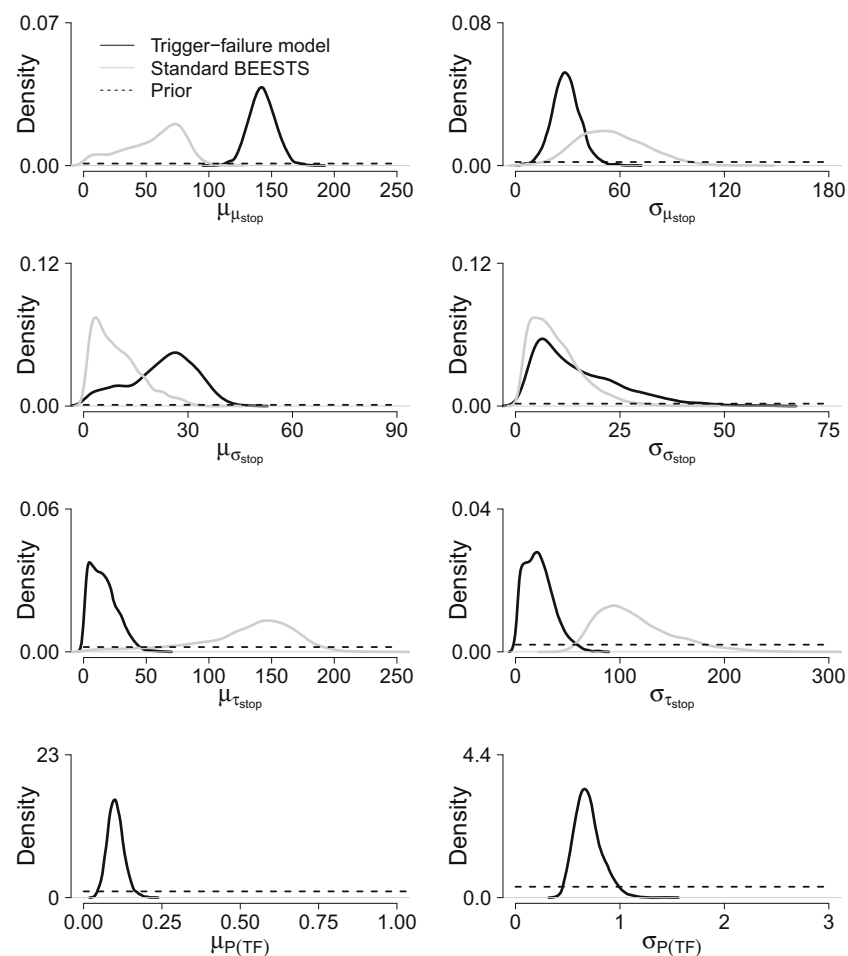 0.07
Density
0.00
Trigger−failure model
Standard BEESTS
Prior
0 50 100 150 200 250
μμstop
0.08
Density
0.00
0 60 120 180
σμstop
0.12
Density
0.00
0 30 60 90
μσstop
0.12
Density
0.00
0 25 50 75
σσstop
0.06
Density
0.00
0 50 100 150 200 250
μτstop
0.04
Density
0.00
0 100 200 300
στstop
23
Density
0
0.00 0.25 0.50 0.75 1.00
μP(TF)
4.4
Density
0.0
0 1 2 3
σP(TF)